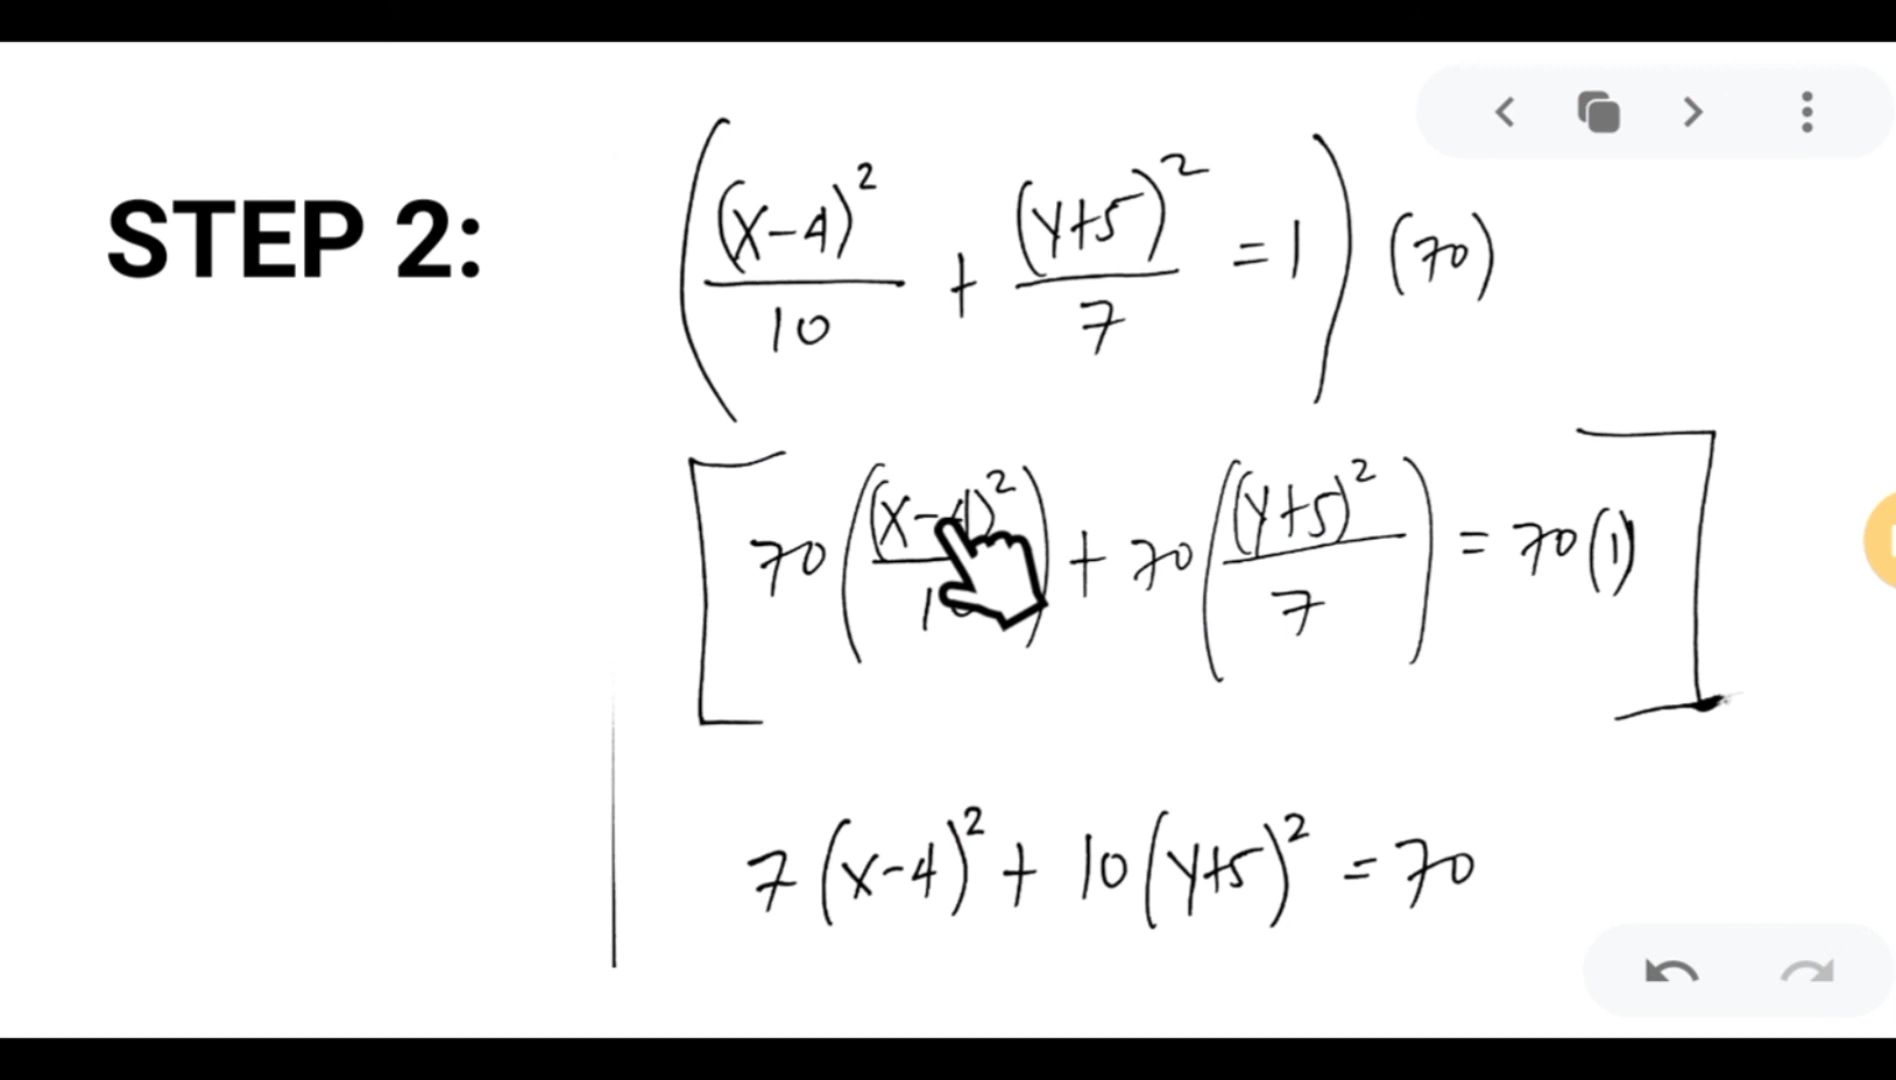 STEP 2:
((x-4)²/10 + (y+5)²/7 = 1) (70)
[70((x-4)²/10) + 70((y+5)²/7) = 70(1)]
7(x-4)² + 10(y+5)² = 70